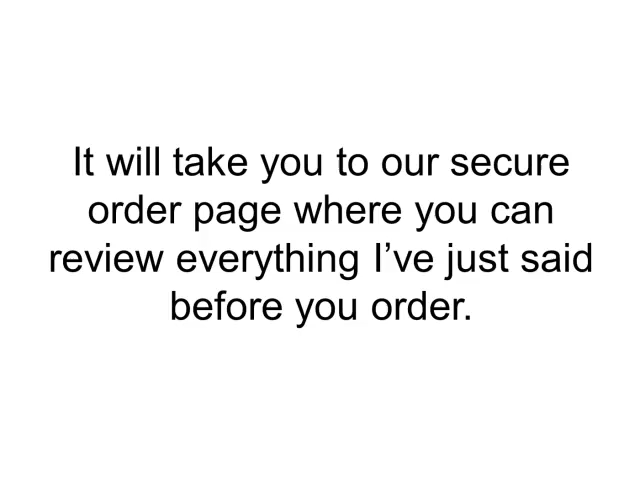 It will take you to our secure
order page where you can
review everything I’ve just said
before you order.